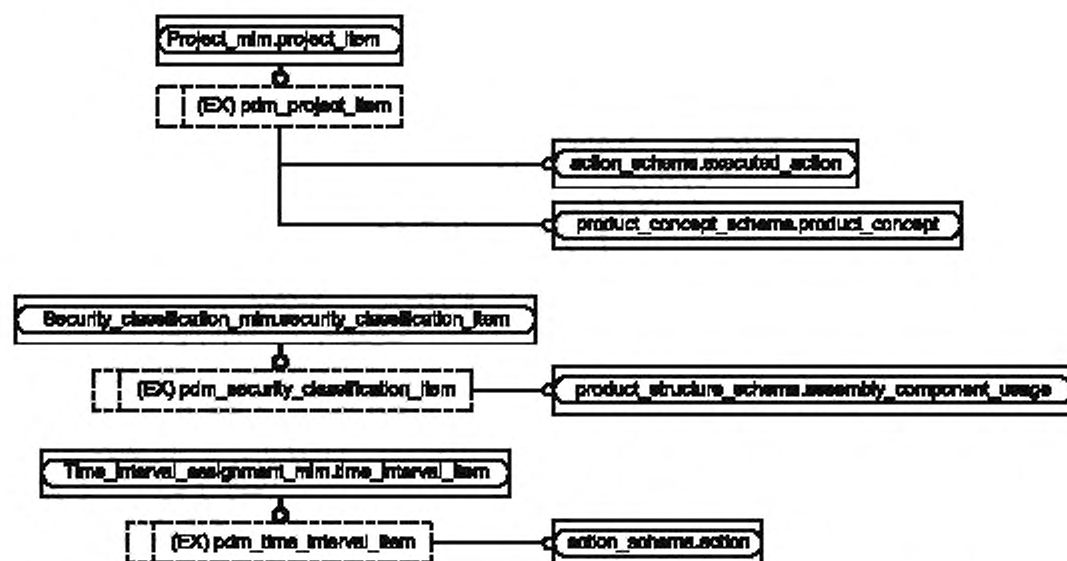 Project_mim.project_item
(EX) pdm_project_item
action_schema.executed_action
product_concept_schema.product_concept
Security_classification_mim.security_classification_item
(EX) pdm_security_classification_item
product_structure_schema.assembly_component_usage
Time_interval_assignment_mim.time_interval_item
(EX) pdm_time_interval_item
action_schema.action